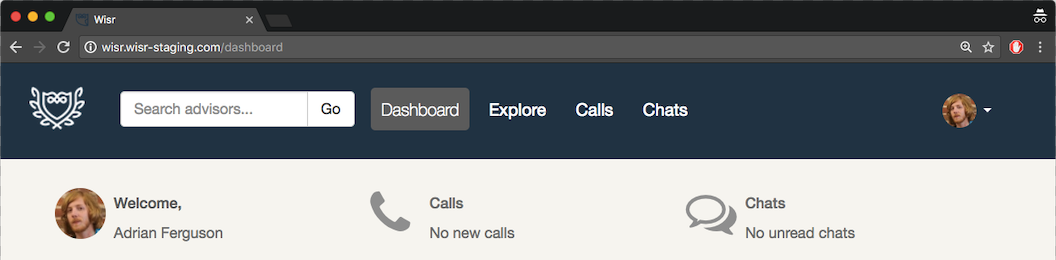 Wisr
wisr.wisr-staging.com/dashboard
Search advisors... Go Dashboard Explore Calls Chats
Welcome, Calls Chats
Adrian Ferguson No new calls No unread chats